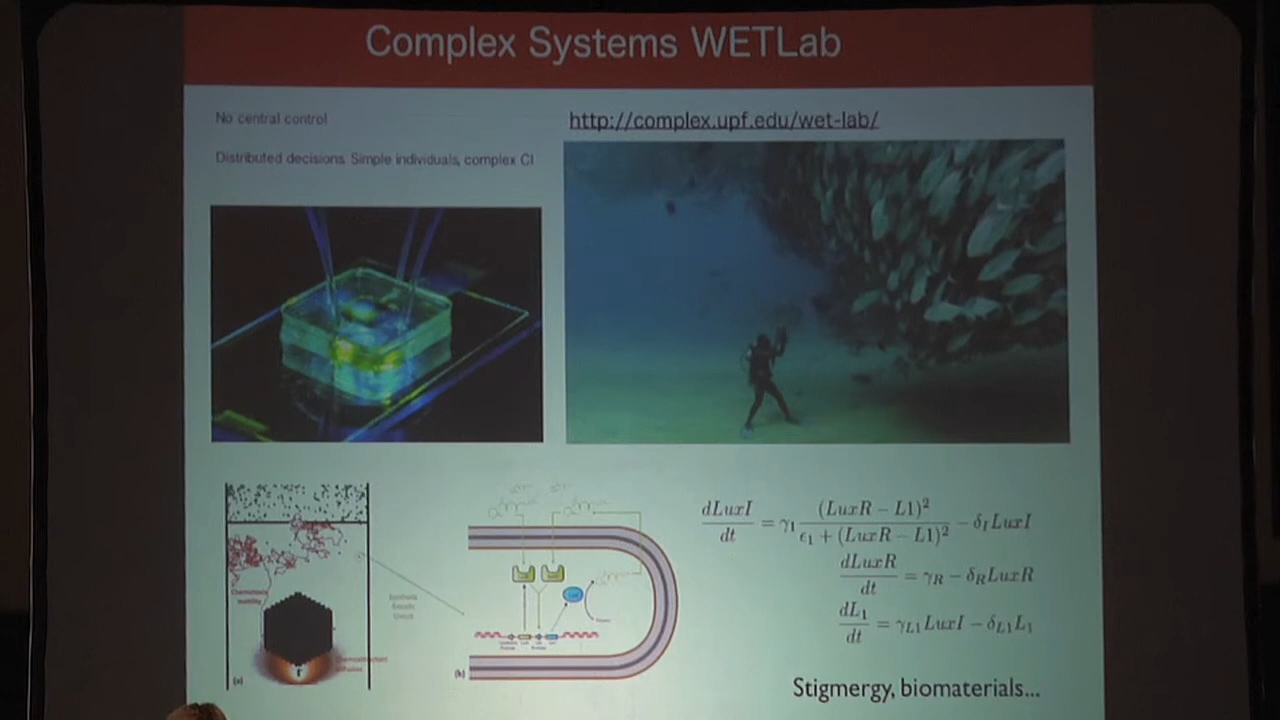 Complex Systems WETLab
No central control
Distributed decisions. Simple individuals, complex CI
http://complex.upf.edu/wet-lab/
dLuxI/dt = γ1 (LuxR − L1)²/(ϵ1 + (LuxR − L1)²) − δI LuxI
dLuxR/dt = γR − δR LuxR
dL1/dt = γL1 LuxI − δL1 L1
Chemotaxis
motility
r
(a)
(b)
Stigmergy, biomaterials...